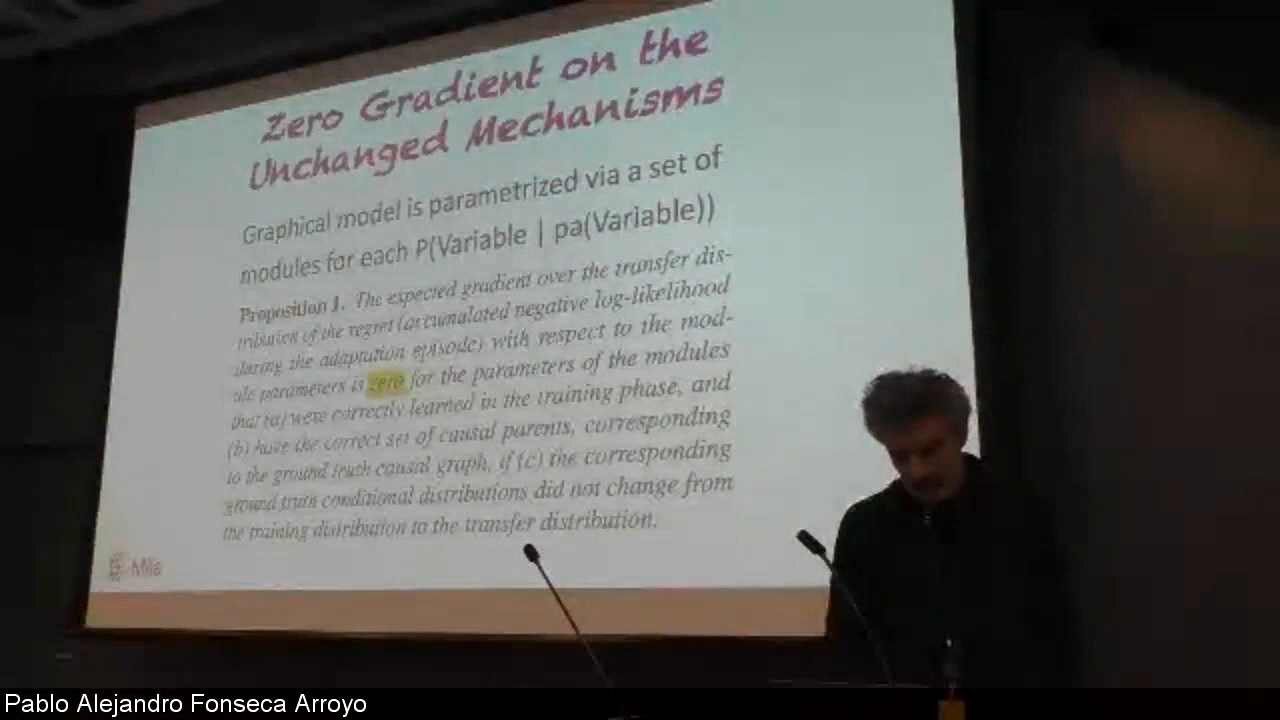 Zero Gradient on the
Unchanged Mechanisms
Graphical model is parametrized via a set of
modules for each P(Variable | pa(Variable))
Proposition 1. The expected gradient over the transfer dis-
tribution of the regret (accumulated negative log-likelihood
during the adaptation episode) with respect to the mod-
ule parameters is zero for the parameters of the modules
that (a) were correctly learned in the training phase, and
(b) have the correct set of causal parents, corresponding
to the ground truth causal graph, if (c) the corresponding
ground truth conditional distributions did not change from
the training distribution to the transfer distribution.
Mila
Pablo Alejandro Fonseca Arroyo